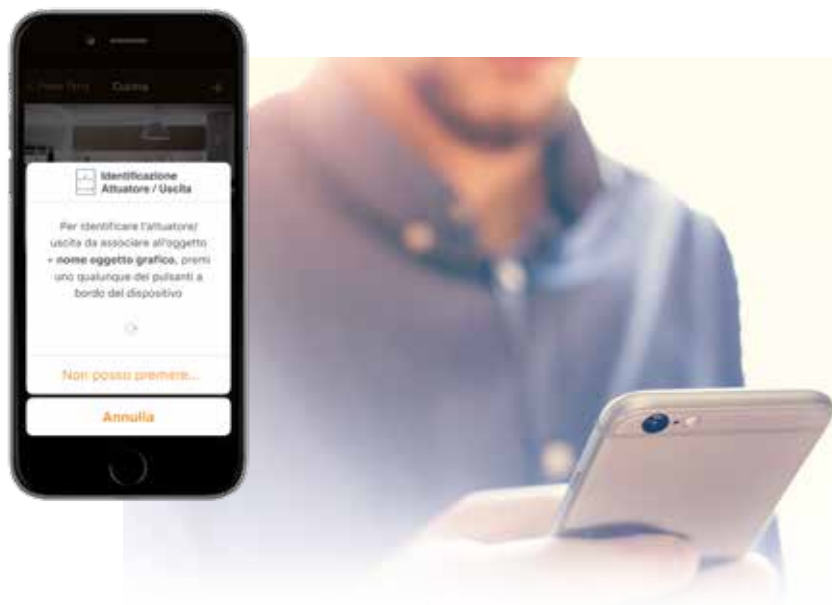 Cucina
Identificazione
Attuatore / Uscita
Per identificare l'attuatore/
uscita da associare all'oggetto
+ nome oggetto grafico, premi
uno qualunque dei pulsanti a
bordo del dispositivo
Non posso premere...
Annulla